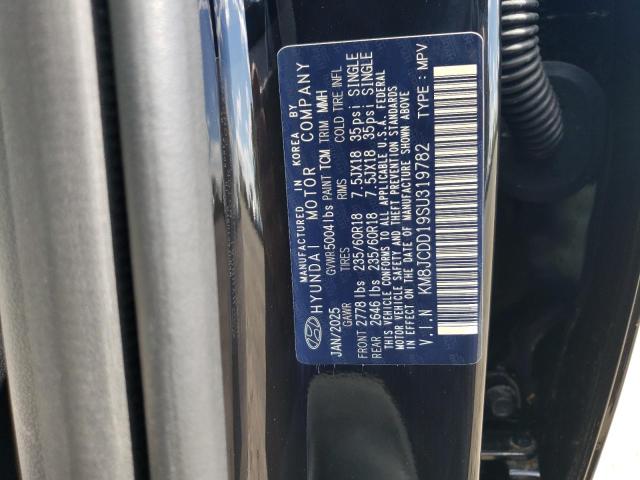 MANUFACTURED IN KOREA BY
HYUNDAI MOTOR COMPANY
JAN/2025 GVWR 5004 lbs PAINT TCM TRIM MMH
GAWR TIRES RIMS COLD TIRE INFL
FRONT 2778 lbs 235/60R18 7.5JX18 35psi SINGLE
REAR 2646 lbs 235/60R18 7.5JX18 35psi SINGLE
THIS VEHICLE CONFORMS TO ALL APPLICABLE U.S.A. FEDERAL
MOTOR VEHICLE SAFETY AND THEFT PREVENTION STANDARDS
IN EFFECT ON THE DATE OF MANUFACTURE SHOWN ABOVE
V.I.N KM8JCDD19SU319782 TYPE : MPV